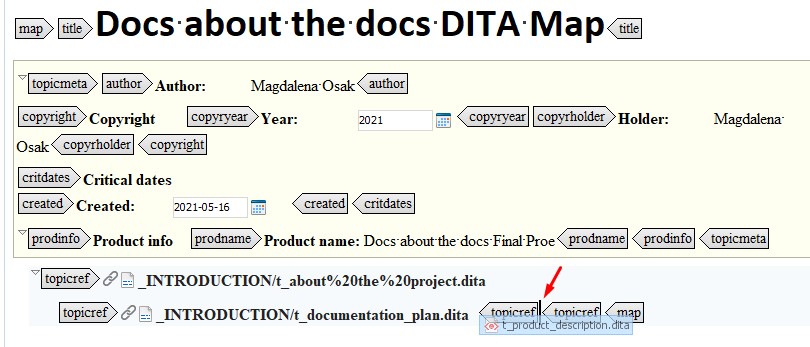 map title Docs about the docs DITA Map title
topicmeta author Author: Magdalena Osak author
copyright Copyright copyryear Year: 2021 copyryear copyrholder Holder: Magdalena
Osak copyrholder copyright
critdates Critical dates
created Created: 2021-05-16 created critdates
prodinfo Product info prodname Product name: Docs about the docs Final Proe prodname prodinfo topicmeta
topicref _INTRODUCTION/t_about%20the%20project.dita
topicref _INTRODUCTION/t_documentation_plan.dita topicref topicref map
t_product_description.dita